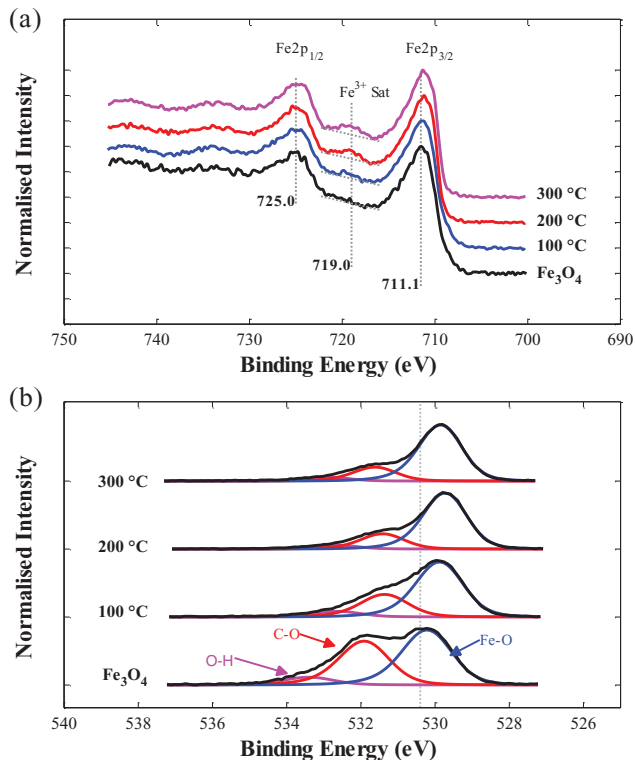 (a)
Fe2p1/2
Fe2p3/2
Fe3+ Sat
Normalised Intensity
725.0
719.0
711.1
300 °C
200 °C
100 °C
Fe3O4
750 740 730 720 710 700 690
Binding Energy (eV)
(b)
Normalised Intensity
300 °C
200 °C
100 °C
C-O
O-H
Fe-O
Fe3O4
540 538 536 534 532 530 528 526
Binding Energy (eV)